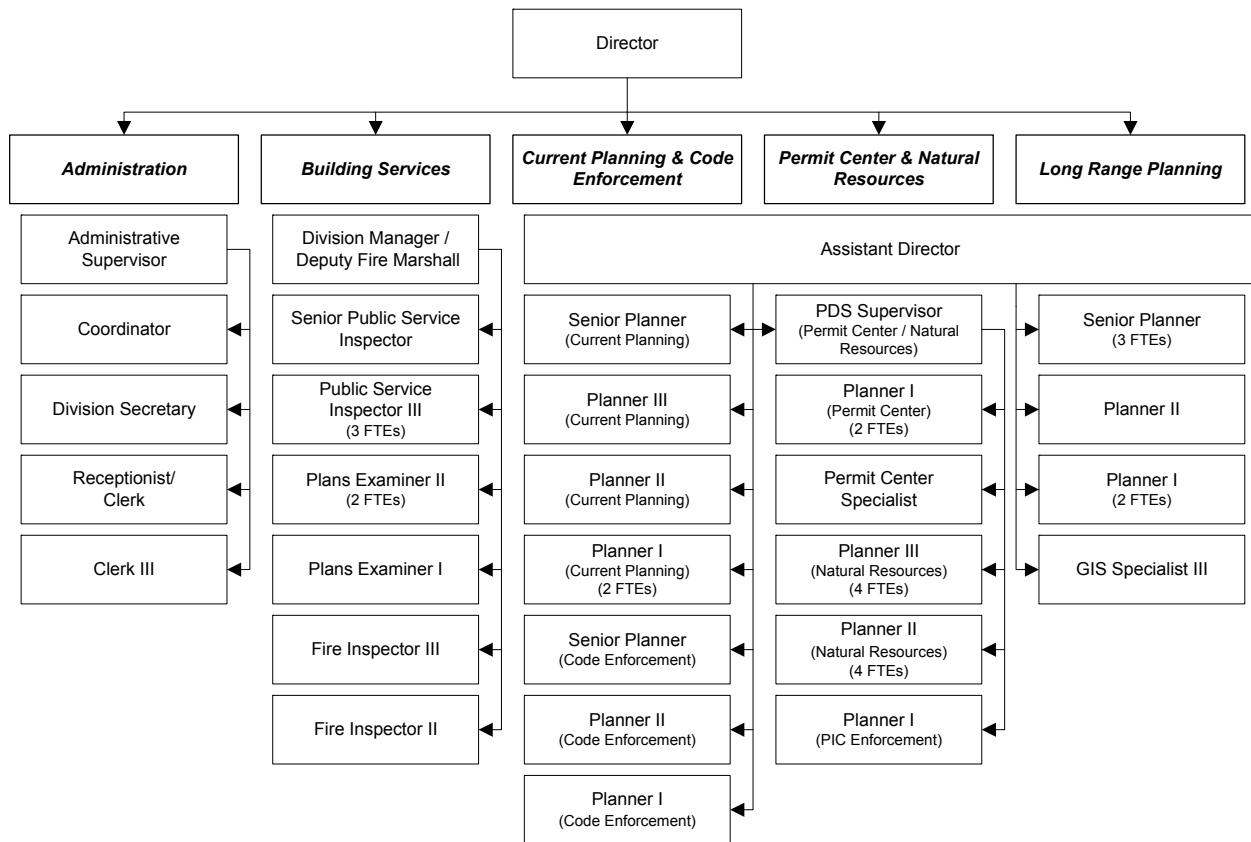 Director
Administration
Building Services
Current Planning & Code
Enforcement
Permit Center & Natural
Resources
Long Range Planning
Administrative
Supervisor
Coordinator
Division Secretary
Receptionist/
Clerk
Clerk III
Division Manager /
Deputy Fire Marshall
Senior Public Service
Inspector
Public Service
Inspector III
(3 FTEs)
Plans Examiner II
(2 FTEs)
Plans Examiner I
Fire Inspector III
Fire Inspector II
Assistant Director
Senior Planner
(Current Planning)
Planner III
(Current Planning)
Planner II
(Current Planning)
Planner I
(Current Planning)
(2 FTEs)
Senior Planner
(Code Enforcement)
Planner II
(Code Enforcement)
Planner I
(Code Enforcement)
PDS Supervisor
(Permit Center / Natural
Resources)
Planner I
(Permit Center)
(2 FTEs)
Permit Center
Specialist
Planner III
(Natural Resources)
(4 FTEs)
Planner II
(Natural Resources)
(4 FTEs)
Planner I
(PIC Enforcement)
Senior Planner
(3 FTEs)
Planner II
Planner I
(2 FTEs)
GIS Specialist III